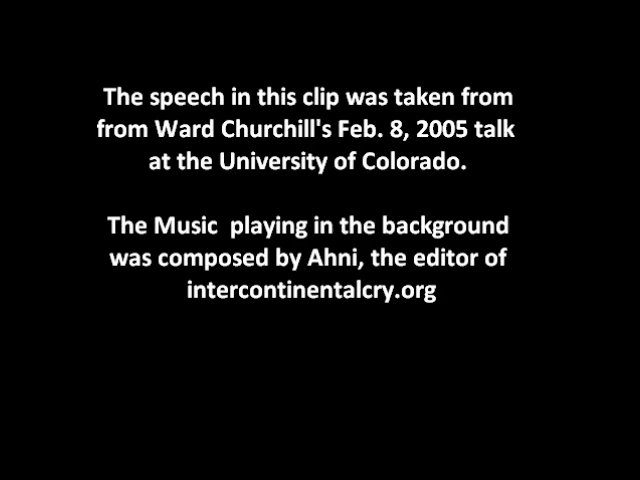 The speech in this clip was taken from
from Ward Churchill's Feb. 8, 2005 talk
at the University of Colorado.
The Music  playing in the background
was composed by Ahni, the editor of
intercontinentalcry.org